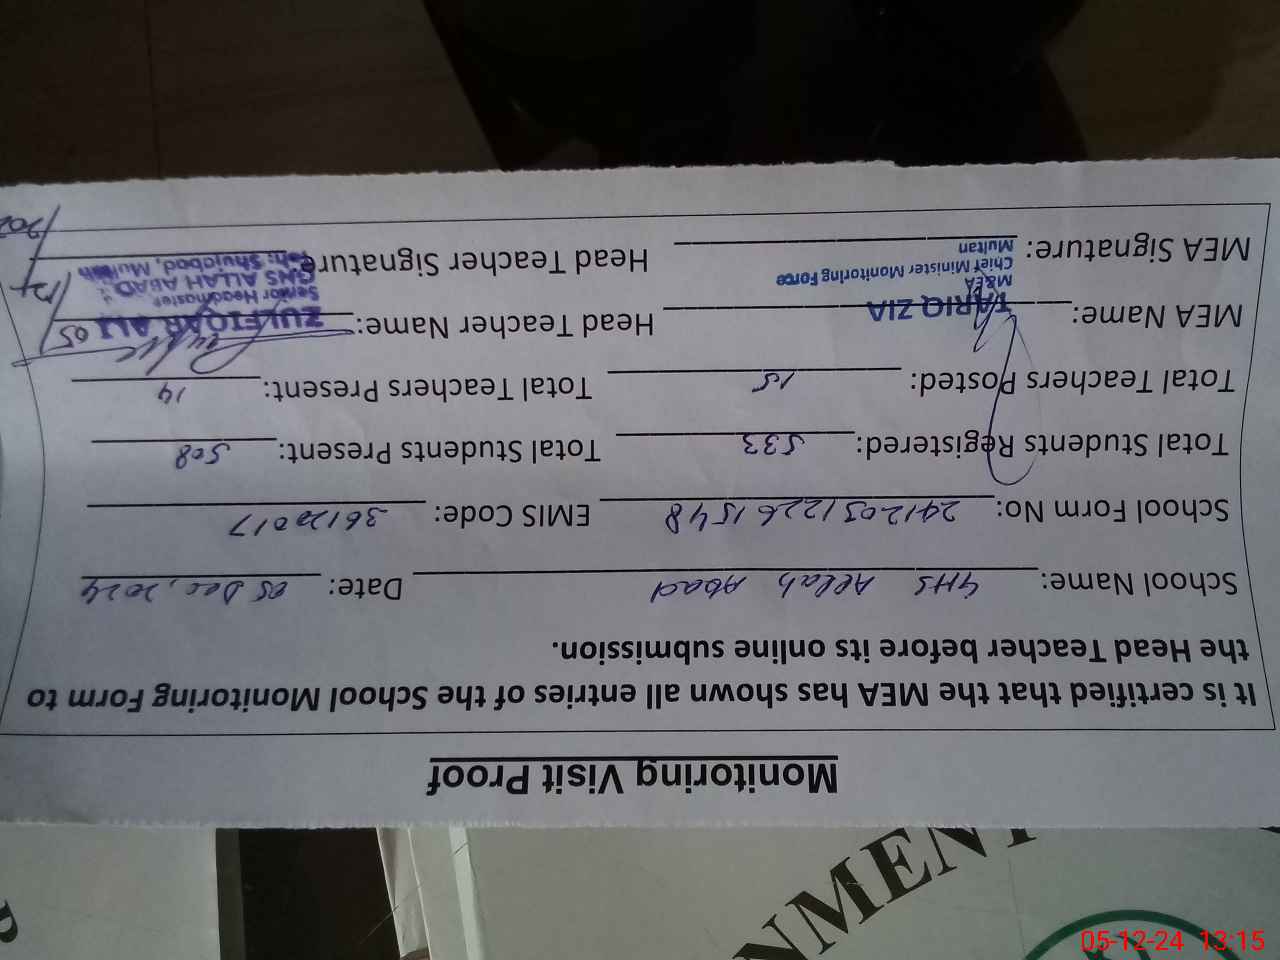 Monitoring Visit Proof
It is certified that the MEA has shown all entries of the School Monitoring Form to
the Head Teacher before its online submission.
School Name: GHS Allah Abad Date: 05 Dec, 2024
School Form No: 24120512261548 EMIS Code: 36120017
Total Students Registered: 533 Total Students Present: 508
Total Teachers Posted: 15 Total Teachers Present: 14
MEA Name: TARIQ ZIA Head Teacher Name: ZULFIQAR ALI
M&EA
Chief Minister Monitoring Force
Multan
Senior Headmaster
GHS ALLAH ABAD
Shujabad, Multan
MEA Signature: Head Teacher Signature:
NMENT
05-12-24 13:15